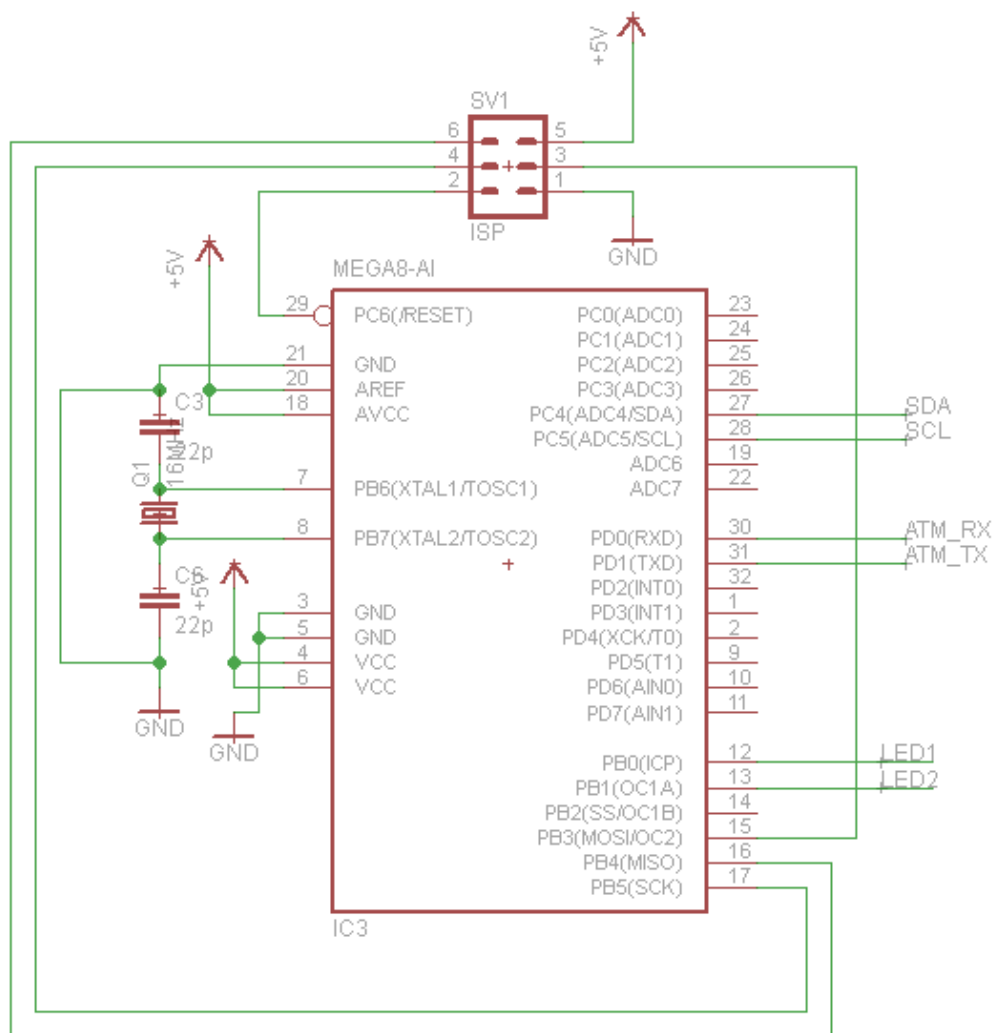 +5V
SV1
6 5
4 3
2 1
ISP
GND
+5V
MEGA8-AI
29 PC6(/RESET) PC0(ADC0) 23
PC1(ADC1) 24
21 GND PC2(ADC2) 25
20 AREF PC3(ADC3) 26
18 AVCC PC4(ADC4/SDA) 27 SDA
PC5(ADC5/SCL) 28 SCL
C3
22p
ADC6 19
Q1
16MHz
7 PB6(XTAL1/TOSC1) ADC7 22
8 PB7(XTAL2/TOSC2) PD0(RXD) 30 ATM_RX
PD1(TXD) 31 ATM_TX
C6
+5V
22p
PD2(INT0) 32
3 GND PD3(INT1) 1
5 GND PD4(XCK/T0) 2
4 VCC PD5(T1) 9
6 VCC PD6(AIN0) 10
PD7(AIN1) 11
GND
GND
PB0(ICP) 12 LED1
PB1(OC1A) 13 LED2
PB2(SS/OC1B) 14
PB3(MOSI/OC2) 15
PB4(MISO) 16
PB5(SCK) 17
IC3